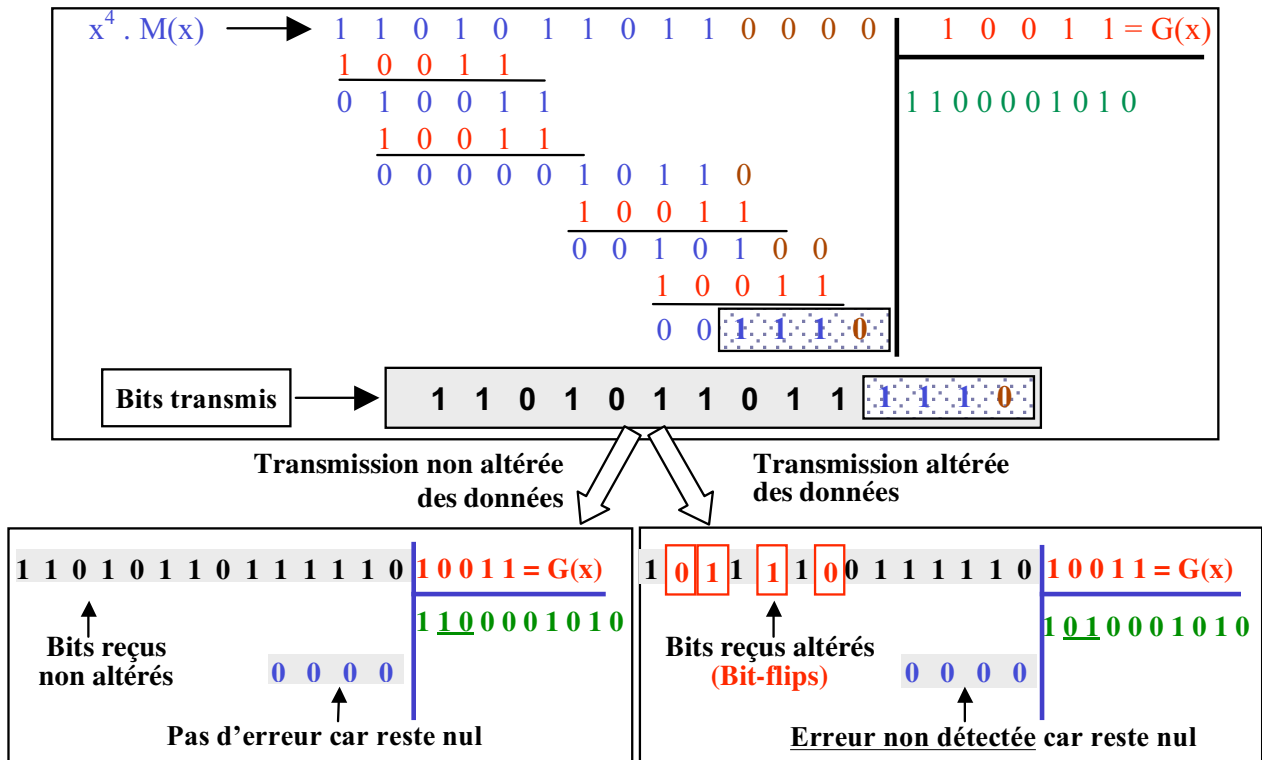 x⁴ . M(x) 1 1 0 1 0 1 1 0 1 1 0 0 0 0 1 0 0 1 1 = G(x)
1 0 0 1 1
0 1 0 0 1 1 1 1 0 0 0 0 1 0 1 0
1 0 0 1 1
0 0 0 0 0 1 0 1 1 0
1 0 0 1 1
0 0 1 0 1 0 0
1 0 0 1 1
0 0 1 1 1 0
Bits transmis 1 1 0 1 0 1 1 0 1 1 1 1 1 0
Transmission non altérée
des données
Transmission altérée
des données
1 1 0 1 0 1 1 0 1 1 1 1 1 0 1 0 0 1 1 = G(x)
1 1 0 0 0 0 1 0 1 0
Bits reçus
non altérés
0 0 0 0
Pas d’erreur car reste nul
1 0 1 1 1 1 0 0 1 1 1 1 1 0 1 0 0 1 1 = G(x)
1 0 1 0 0 0 1 0 1 0
Bits reçus altérés
(Bit-flips)
0 0 0 0
Erreur non détectée car reste nul